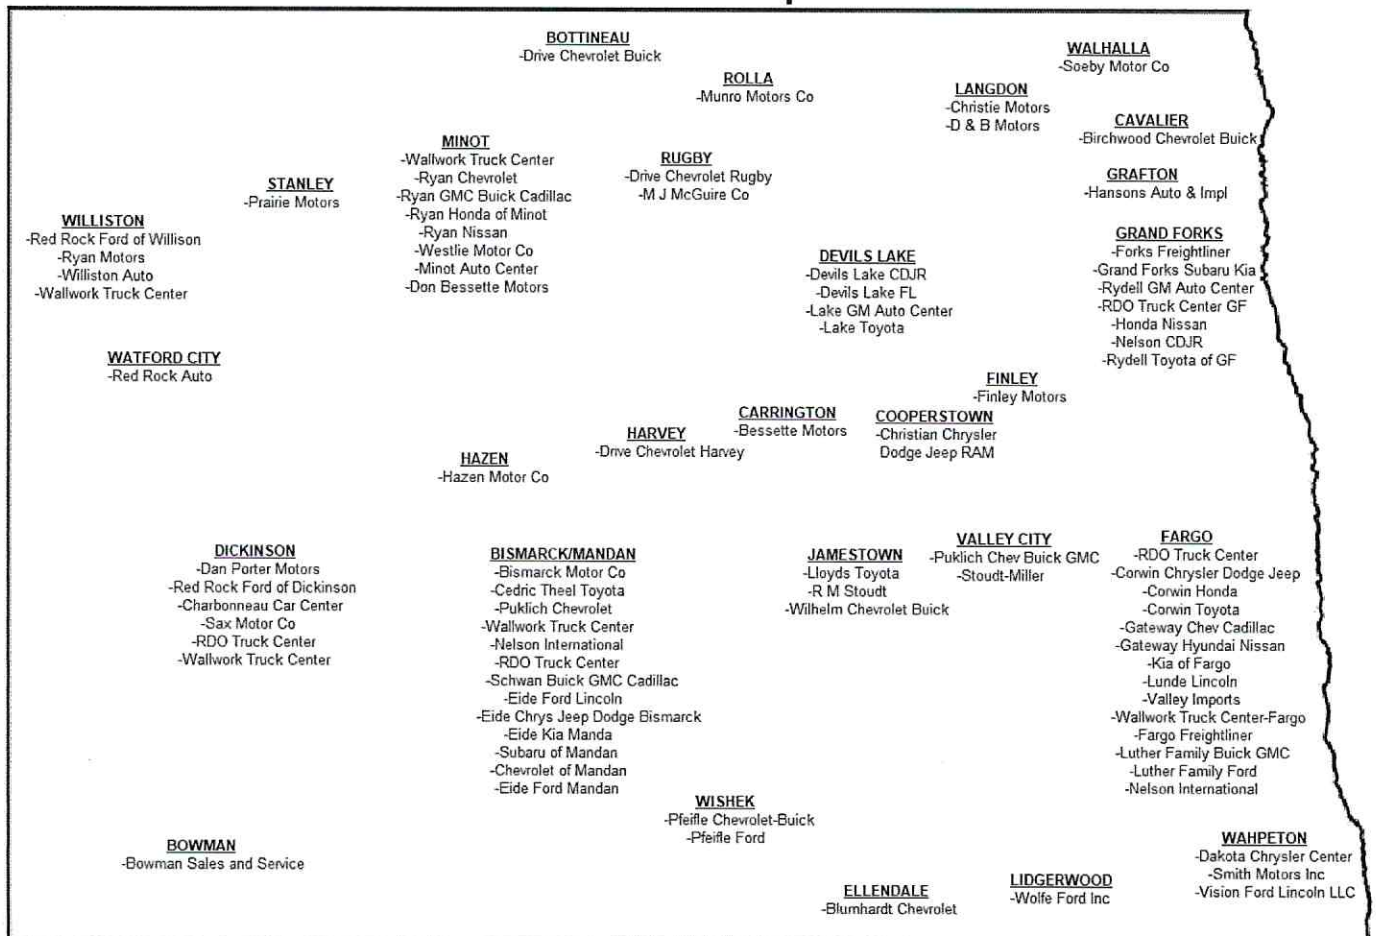 BOTTINEAU
-Drive Chevrolet Buick
WALHALLA
-Soeby Motor Co
ROLLA
-Munro Motors Co
LANGDON
-Christie Motors
-D & B Motors
CAVALIER
-Birchwood Chevrolet Buick
MINOT
-Wallwork Truck Center
-Ryan Chevrolet
-Ryan GMC Buick Cadillac
-Ryan Honda of Minot
-Ryan Nissan
-Westlie Motor Co
-Minot Auto Center
-Don Bessette Motors
RUGBY
-Drive Chevrolet Rugby
-M J McGuire Co
GRAFTON
-Hansons Auto & Impl
STANLEY
-Prairie Motors
WILLISTON
-Red Rock Ford of Willison
-Ryan Motors
-Williston Auto
-Wallwork Truck Center
GRAND FORKS
-Forks Freightliner
-Grand Forks Subaru Kia
-Rydell GM Auto Center
-RDO Truck Center GF
-Honda Nissan
-Nelson CDJR
-Rydell Toyota of GF
DEVILS LAKE
-Devils Lake CDJR
-Devils Lake FL
-Lake GM Auto Center
-Lake Toyota
WATFORD CITY
-Red Rock Auto
FINLEY
-Finley Motors
CARRINGTON
-Bessette Motors
COOPERSTOWN
-Christian Chrysler
Dodge Jeep RAM
HARVEY
-Drive Chevrolet Harvey
HAZEN
-Hazen Motor Co
DICKINSON
-Dan Porter Motors
-Red Rock Ford of Dickinson
-Charbonneau Car Center
-Sax Motor Co
-RDO Truck Center
-Wallwork Truck Center
BISMARCK/MANDAN
-Bismarck Motor Co
-Cedric Theel Toyota
-Puklich Chevrolet
-Wallwork Truck Center
-Nelson International
-RDO Truck Center
-Schwan Buick GMC Cadillac
-Eide Ford Lincoln
-Eide Chrys Jeep Dodge Bismarck
-Eide Kia Manda
-Subaru of Mandan
-Chevrolet of Mandan
-Eide Ford Mandan
JAMESTOWN
-Lloyds Toyota
-R M Stoudt
-Wilhelm Chevrolet Buick
VALLEY CITY
-Puklich Chev Buick GMC
-Stoudt-Miller
FARGO
-RDO Truck Center
-Corwin Chrysler Dodge Jeep
-Corwin Honda
-Corwin Toyota
-Gateway Chev Cadillac
-Gateway Hyundai Nissan
-Kia of Fargo
-Lunde Lincoln
-Valley Imports
-Wallwork Truck Center-Fargo
-Fargo Freightliner
-Luther Family Buick GMC
-Luther Family Ford
-Nelson International
WISHEK
-Pfeifle Chevrolet-Buick
-Pfeifle Ford
BOWMAN
-Bowman Sales and Service
WAHPETON
-Dakota Chrysler Center
-Smith Motors Inc
-Vision Ford Lincoln LLC
LIDGERWOOD
-Wolfe Ford Inc
ELLENDALE
-Blumhardt Chevrolet